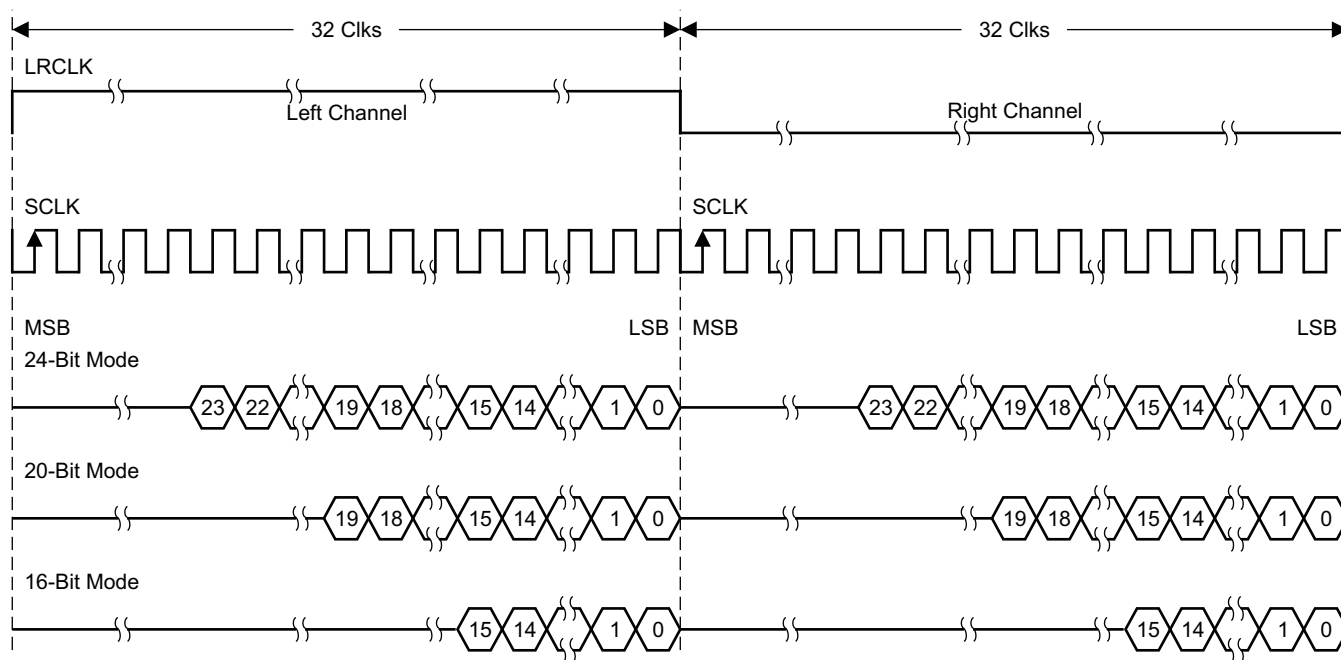 32 Clks 32 Clks
LRCLK
Left Channel Right Channel
SCLK SCLK
MSB LSB MSB LSB
24-Bit Mode
23 22 19 18 15 14 1 0 23 22 19 18 15 14 1 0
20-Bit Mode
19 18 15 14 1 0 19 18 15 14 1 0
16-Bit Mode
15 14 1 0 15 14 1 0